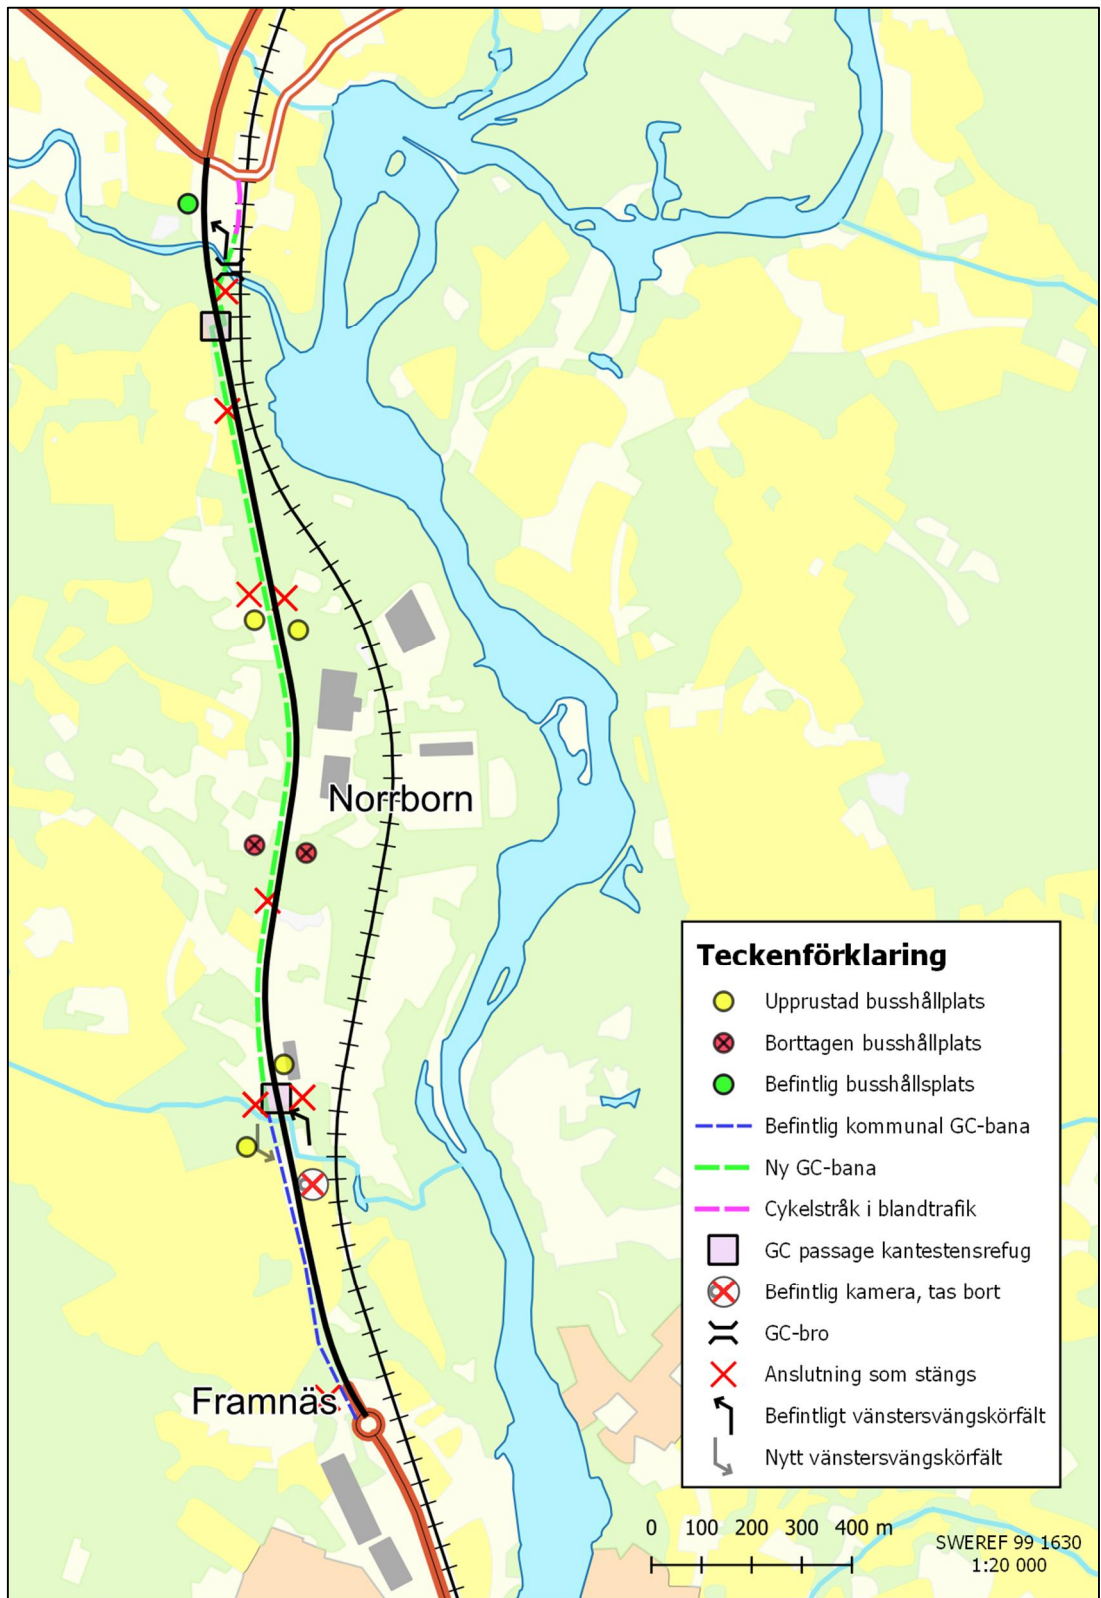 Norrborn
Framnäs
Teckenförklaring
Upprustad busshållplats
Borttagen busshållplats
Befintlig busshållsplats
Befintlig kommunal GC-bana
Ny GC-bana
Cykelstråk i blandtrafik
GC passage kantestensrefug
Befintlig kamera, tas bort
GC-bro
Anslutning som stängs
Befintligt vänstersvängskörfält
Nytt vänstersvängskörfält
0 100 200 300 400 m
SWEREF 99 1630
1:20 000